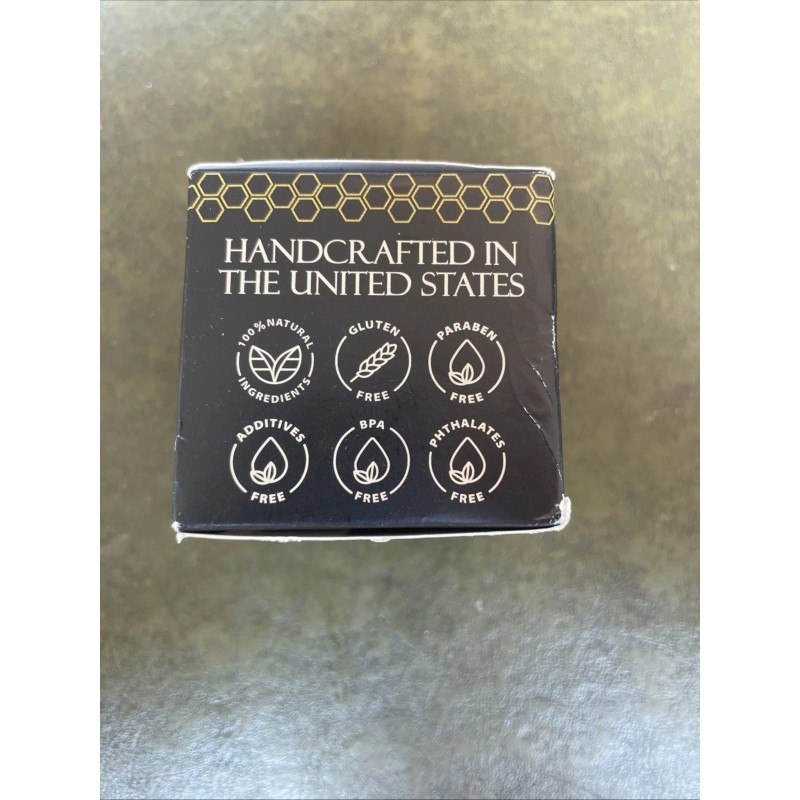 HANDCRAFTED IN
THE UNITED STATES
100% NATURAL
INGREDIENTS
GLUTEN
FREE
PARABEN
FREE
ADDITIVES
FREE
BPA
FREE
PHTHALATES
FREE